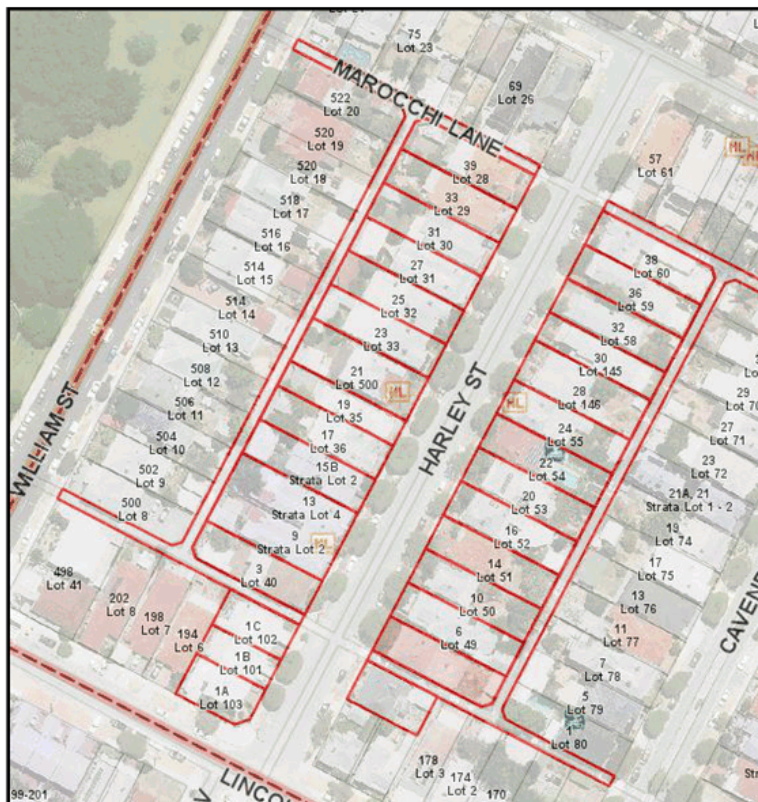 75
Lot 23
MAROCCHI LANE
69
Lot 26
522
Lot 20
520
Lot 19
520
Lot 18
518
Lot 17
516
Lot 16
514
Lot 15
514
Lot 14
510
Lot 13
508
Lot 12
506
Lot 11
504
Lot 10
502
Lot 9
500
Lot 8
WILLIAM ST
39
Lot 28
33
Lot 29
31
Lot 30
27
Lot 31
25
Lot 32
23
Lot 33
21
Lot 500
19
Lot 35
17
Lot 36
15B
Strata Lot 2
13
Strata Lot 4
9
Strata Lot 2
3
Lot 40
HL
HL
HL
HL
HARLEY ST
57
Lot 61
38
Lot 60
36
Lot 59
32
Lot 58
30
Lot 145
28
Lot 146
24
Lot 55
22
Lot 54
20
Lot 53
16
Lot 52
14
Lot 51
10
Lot 50
6
Lot 49
29
27
Lot 71
23
Lot 72
21A, 21
Strata Lot 1 - 2
19
Lot 74
17
Lot 75
13
Lot 76
11
Lot 77
7
Lot 78
5
Lot 79
1
Lot 80
498
Lot 41
202
Lot 8
198
Lot 7
194
Lot 6
1C
Lot 102
1B
Lot 101
1A
Lot 103
178
Lot 3
174
Lot 2
170
99-201